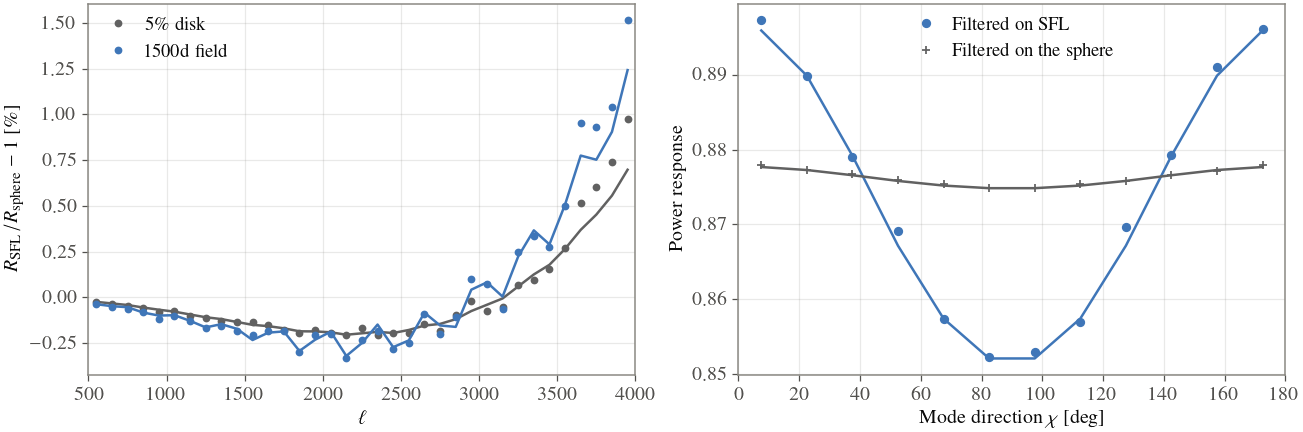 5% disk
1500d field
R_SFL/R_sphere − 1 [%]
1.50
1.25
1.00
0.75
0.50
0.25
0.00
−0.25
500 1000 1500 2000 2500 3000 3500 4000
ℓ
Filtered on SFL
Filtered on the sphere
Power response
0.89
0.88
0.87
0.86
0.85
0 20 40 60 80 100 120 140 160 180
Mode direction χ [deg]